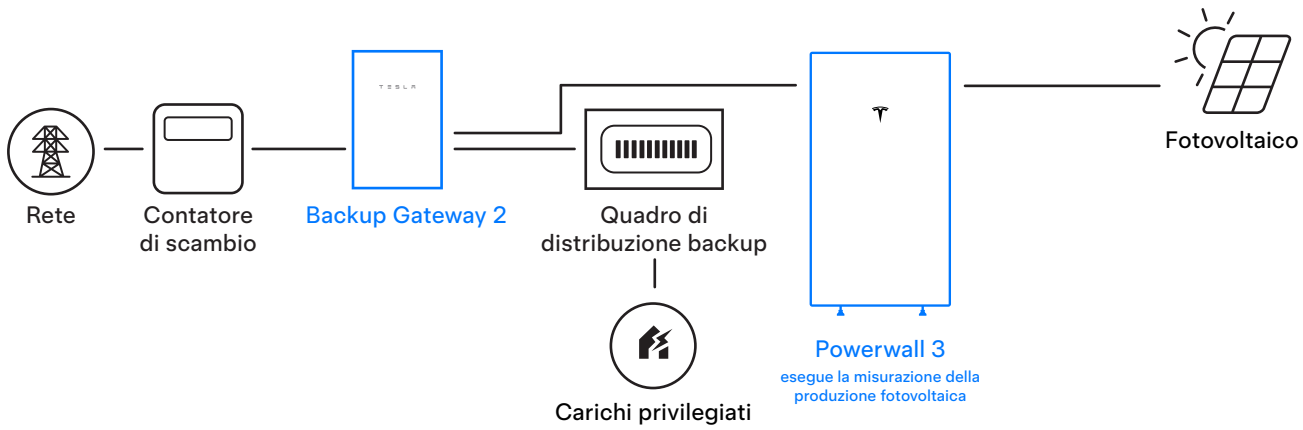 TESLA
Fotovoltaico
Rete
Contatore
di scambio
Backup Gateway 2
Quadro di
distribuzione backup
Powerwall 3
esegue la misurazione della
produzione fotovoltaica
Carichi privilegiati